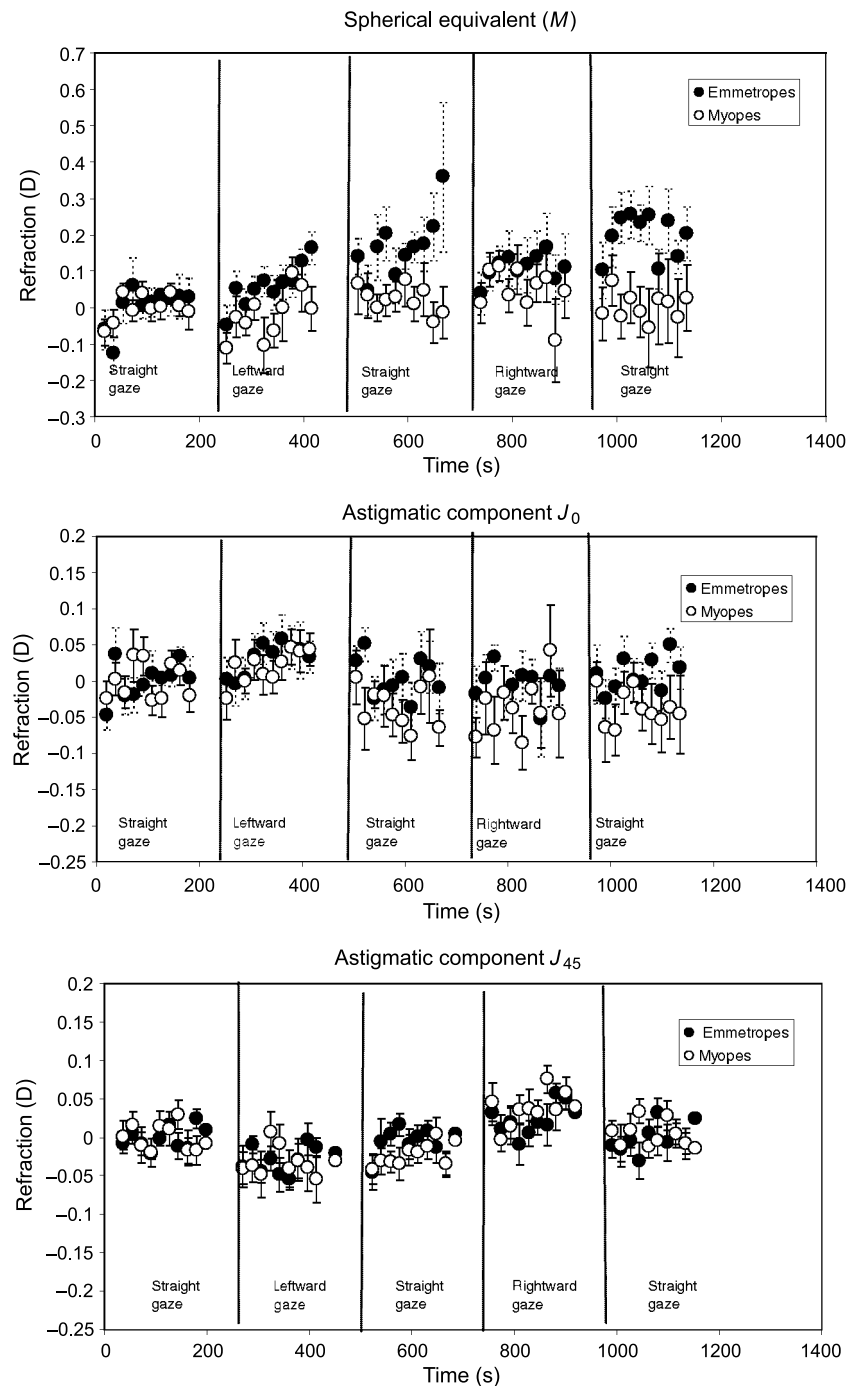 Spherical equivalent (M)
0.7
0.6
0.5
0.4
0.3
0.2
0.1
0
–0.1
–0.2
–0.3
Refraction (D)
Emmetropes
Myopes
Straight gaze
Leftward gaze
Straight gaze
Rightward gaze
Straight gaze
0 200 400 600 800 1000 1200 1400
Time (s)
Astigmatic component J0
0.2
0.15
0.1
0.05
0
–0.05
–0.1
–0.15
–0.2
–0.25
Refraction (D)
Emmetropes
Myopes
Straight gaze
Leftward gaze
Straight gaze
Rightward gaze
Straight gaze
0 200 400 600 800 1000 1200 1400
Time (s)
Astigmatic component J45
0.2
0.15
0.1
0.05
0
–0.05
–0.1
–0.15
–0.2
–0.25
Refraction (D)
Emmetropes
Myopes
Straight gaze
Leftward gaze
Straight gaze
Rightward gaze
Straight gaze
0 200 400 600 800 1000 1200 1400
Time (s)